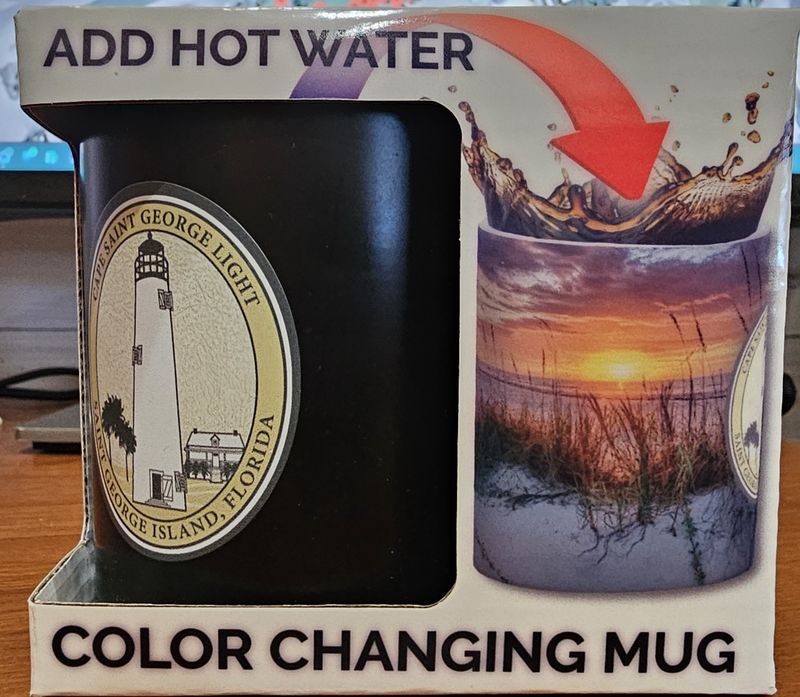 ADD HOT WATER
CAPE SAINT GEORGE LIGHT
SAINT GEORGE ISLAND, FLORIDA
COLOR CHANGING MUG